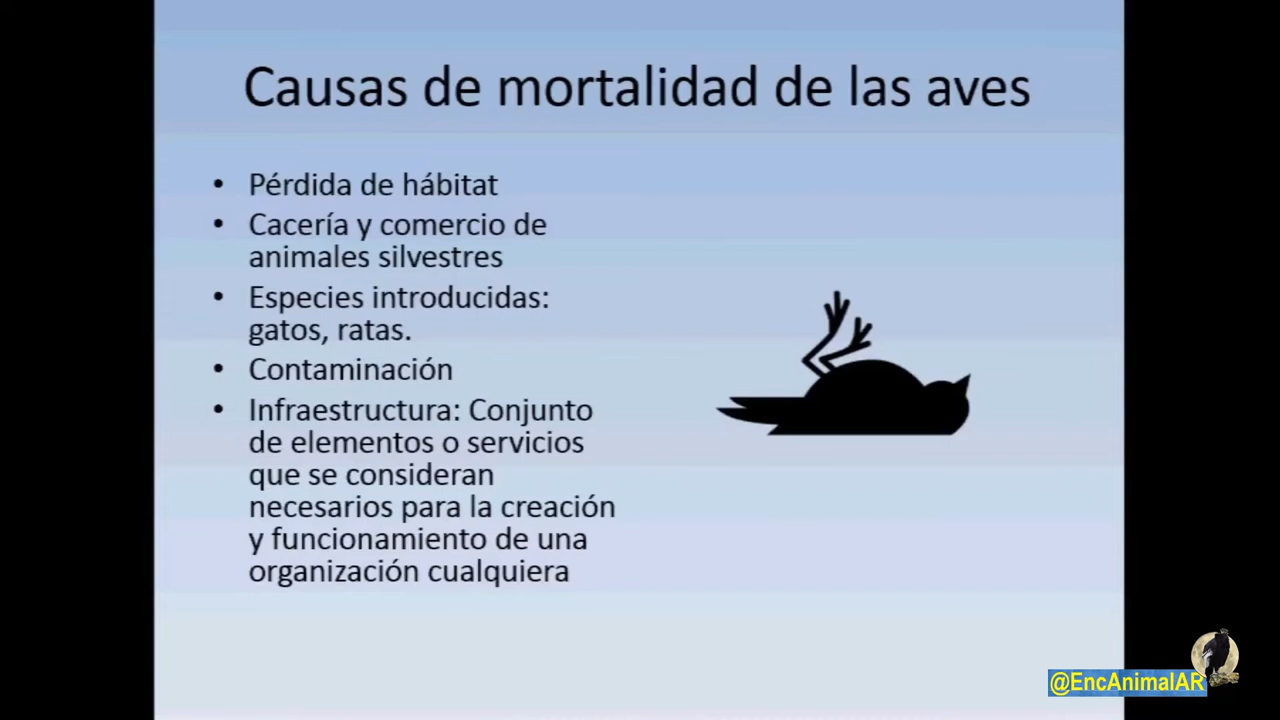 Causas de mortalidad de las aves
• Pérdida de hábitat
• Cacería y comercio de
animales silvestres
• Especies introducidas:
gatos, ratas.
• Contaminación
• Infraestructura: Conjunto
de elementos o servicios
que se consideran
necesarios para la creación
y funcionamiento de una
organización cualquiera
@EncAnimalAR